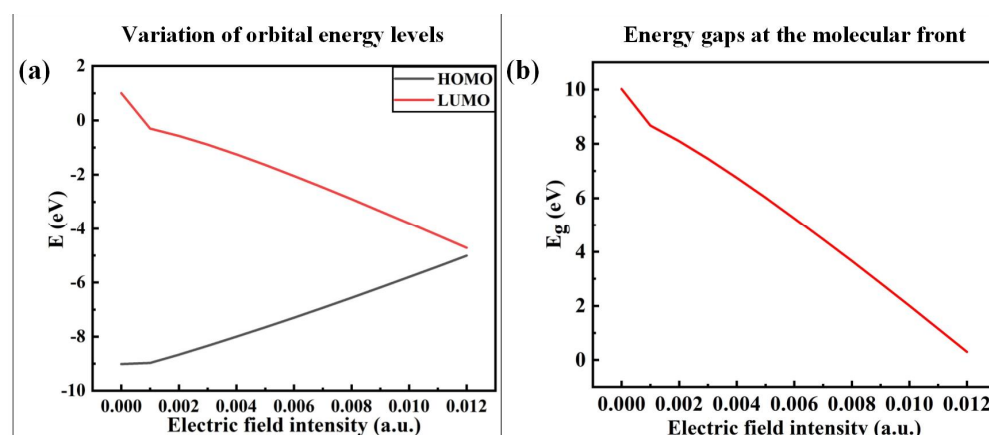 Variation of orbital energy levels
(a)
HOMO
LUMO
E (eV)
2
0
-2
-4
-6
-8
-10
0.000 0.002 0.004 0.006 0.008 0.010 0.012
Electric field intensity (a.u.)
Energy gaps at the molecular front
(b)
Eg (eV)
10
8
6
4
2
0
0.000 0.002 0.004 0.006 0.008 0.010 0.012
Electric field intensity (a.u.)